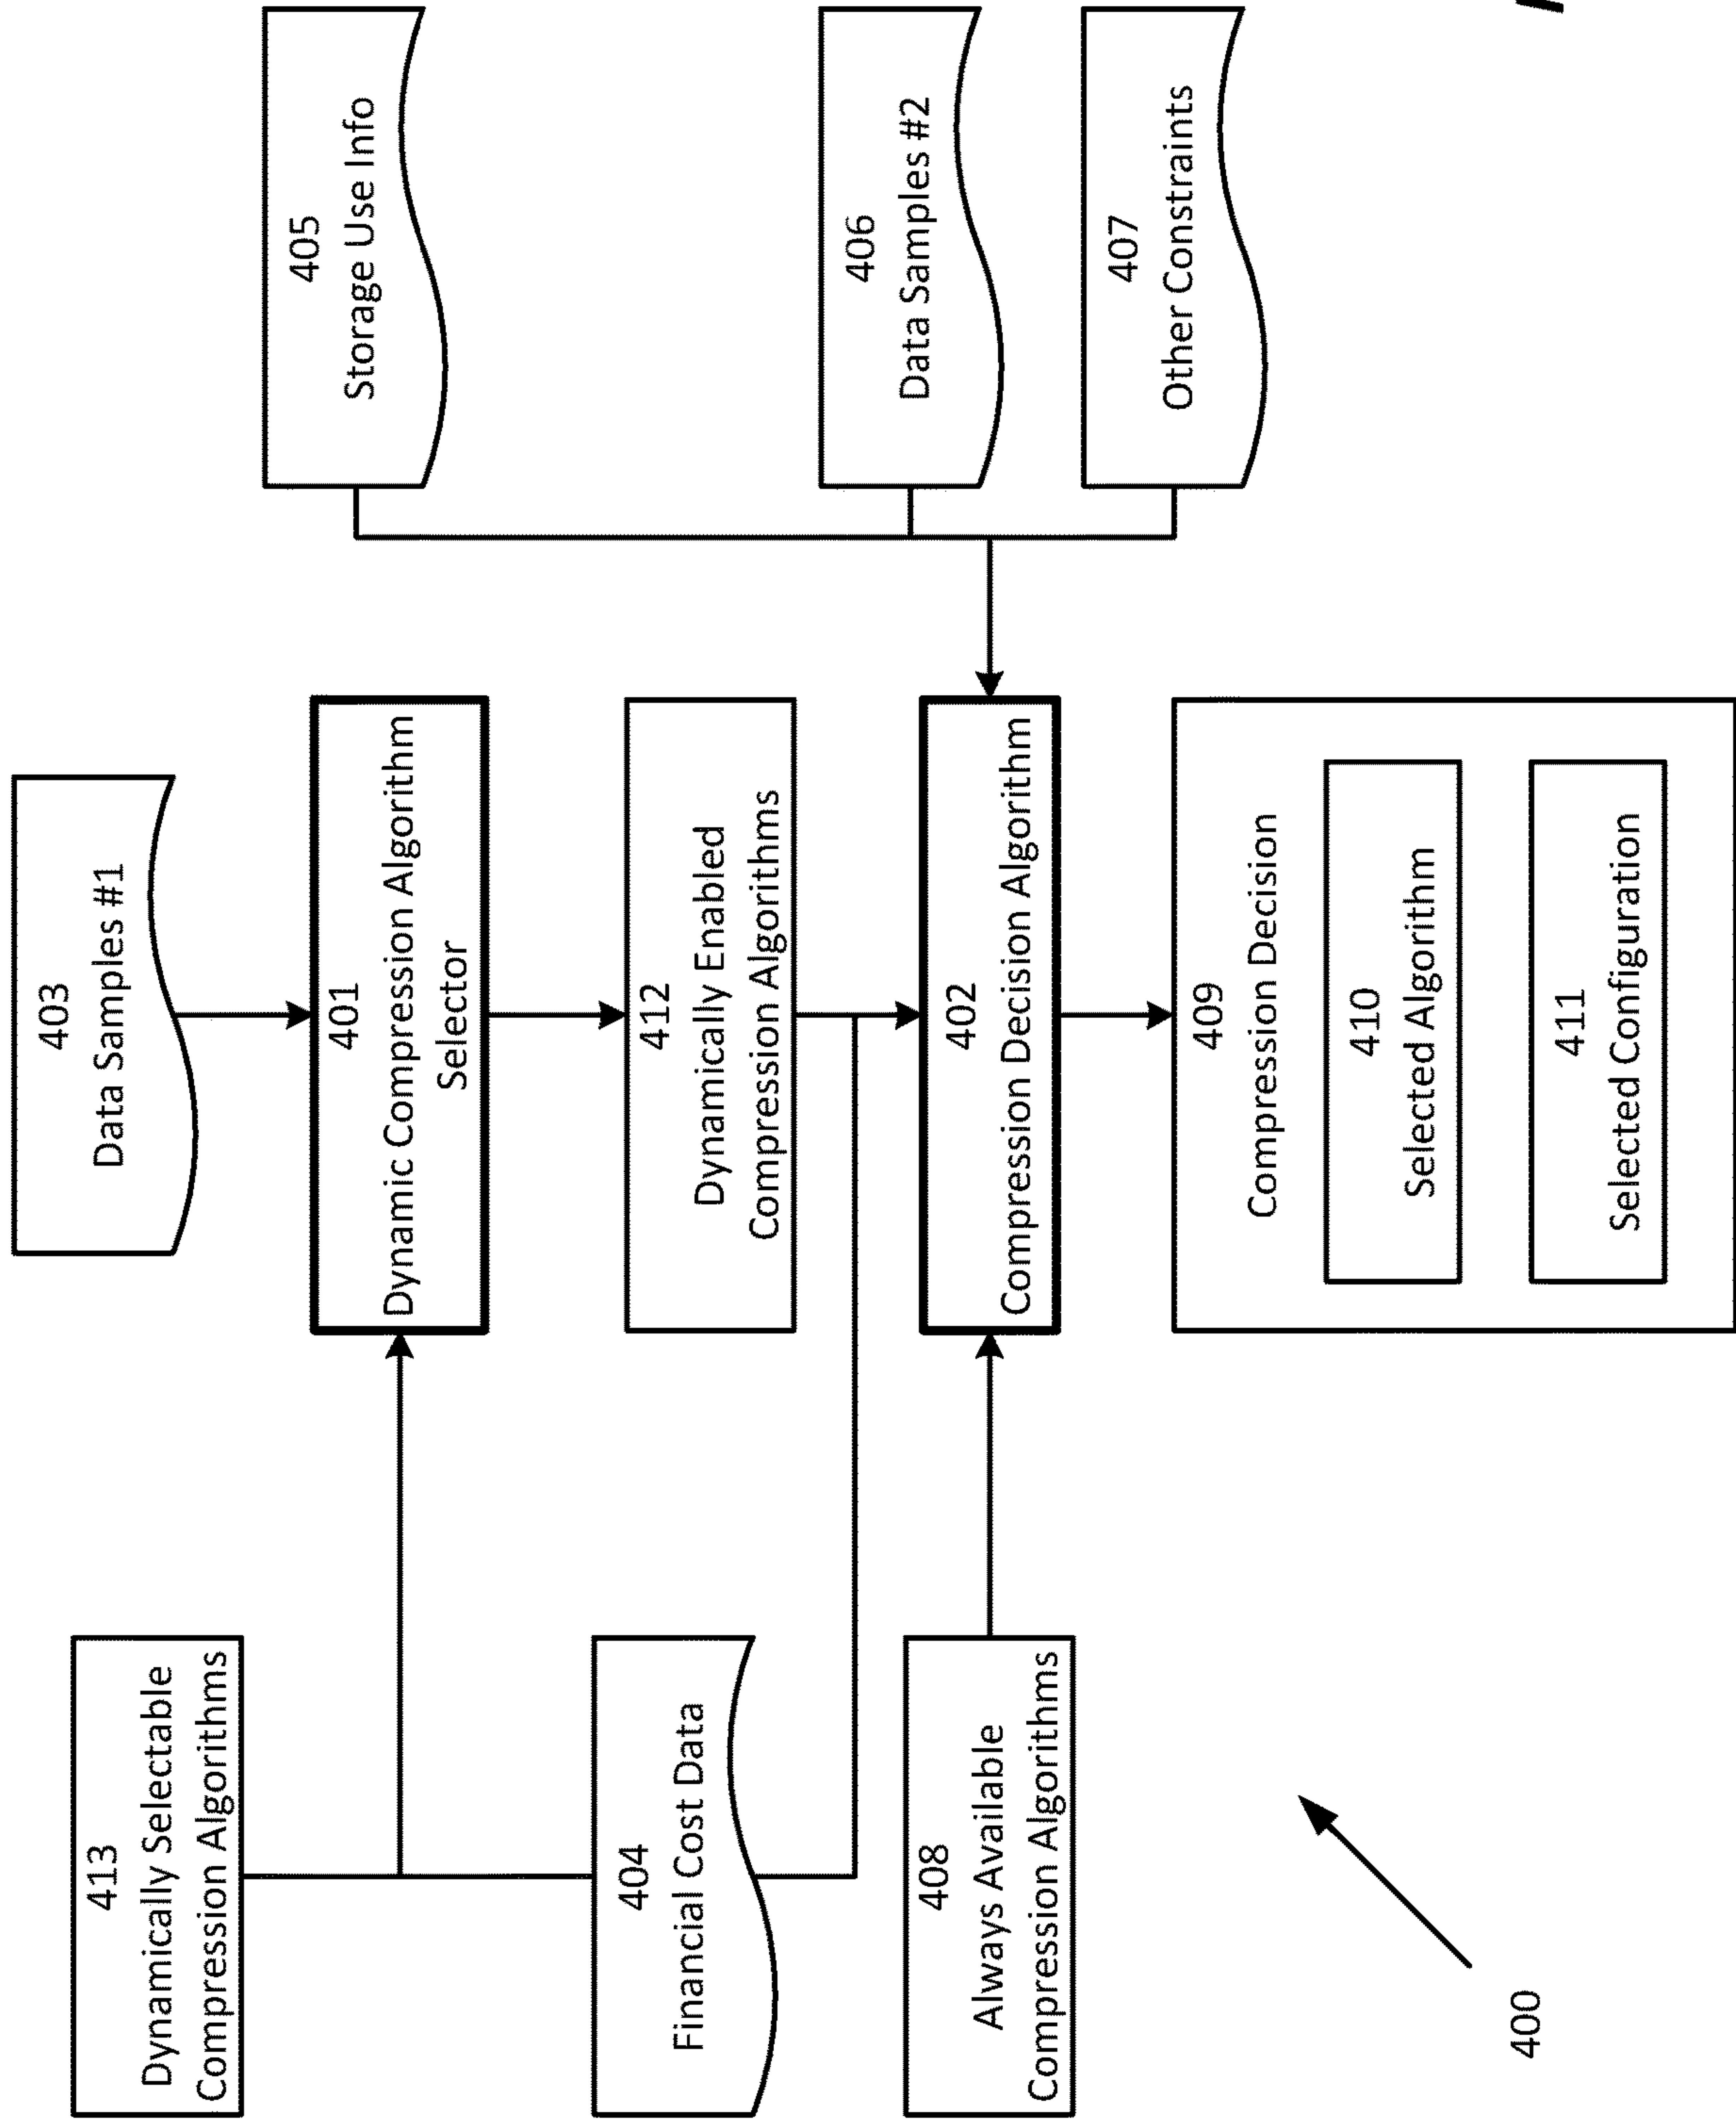 403
Data Samples #1
413
Dynamically Selectable
Compression Algorithms
401
Dynamic Compression Algorithm
Selector
405
Storage Use Info
412
Dynamically Enabled
Compression Algorithms
404
Financial Cost Data
406
Data Samples #2
408
Always Available
Compression Algorithms
402
Compression Decision Algorithm
407
Other Constraints
409
Compression Decision
410
Selected Algorithm
411
Selected Configuration
400